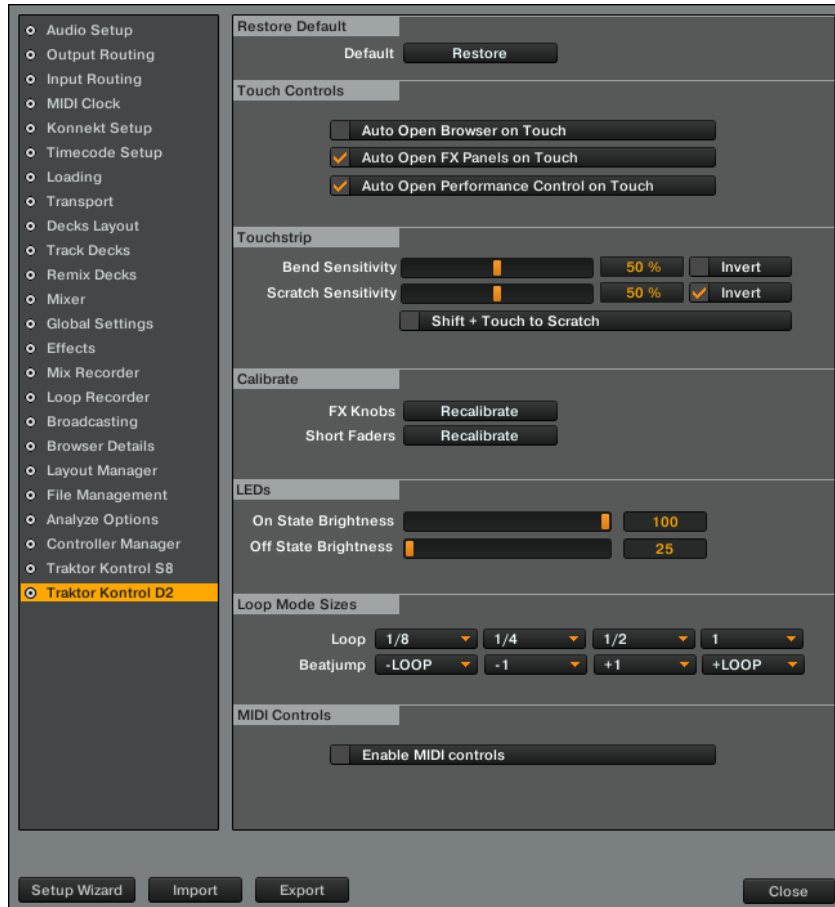 Audio Setup
Output Routing
Input Routing
MIDI Clock
Konnekt Setup
Timecode Setup
Loading
Transport
Decks Layout
Track Decks
Remix Decks
Mixer
Global Settings
Effects
Mix Recorder
Loop Recorder
Broadcasting
Browser Details
Layout Manager
File Management
Analyze Options
Controller Manager
Traktor Kontrol S8
Traktor Kontrol D2
Restore Default
Default Restore
Touch Controls
Auto Open Browser on Touch
Auto Open FX Panels on Touch
Auto Open Performance Control on Touch
Touchstrip
Bend Sensitivity 50 % Invert
Scratch Sensitivity 50 % Invert
Shift + Touch to Scratch
Calibrate
FX Knobs Recalibrate
Short Faders Recalibrate
LEDs
On State Brightness 100
Off State Brightness 25
Loop Mode Sizes
Loop 1/8 1/4 1/2 1
Beatjump -LOOP -1 +1 +LOOP
MIDI Controls
Enable MIDI controls
Setup Wizard Import Export Close